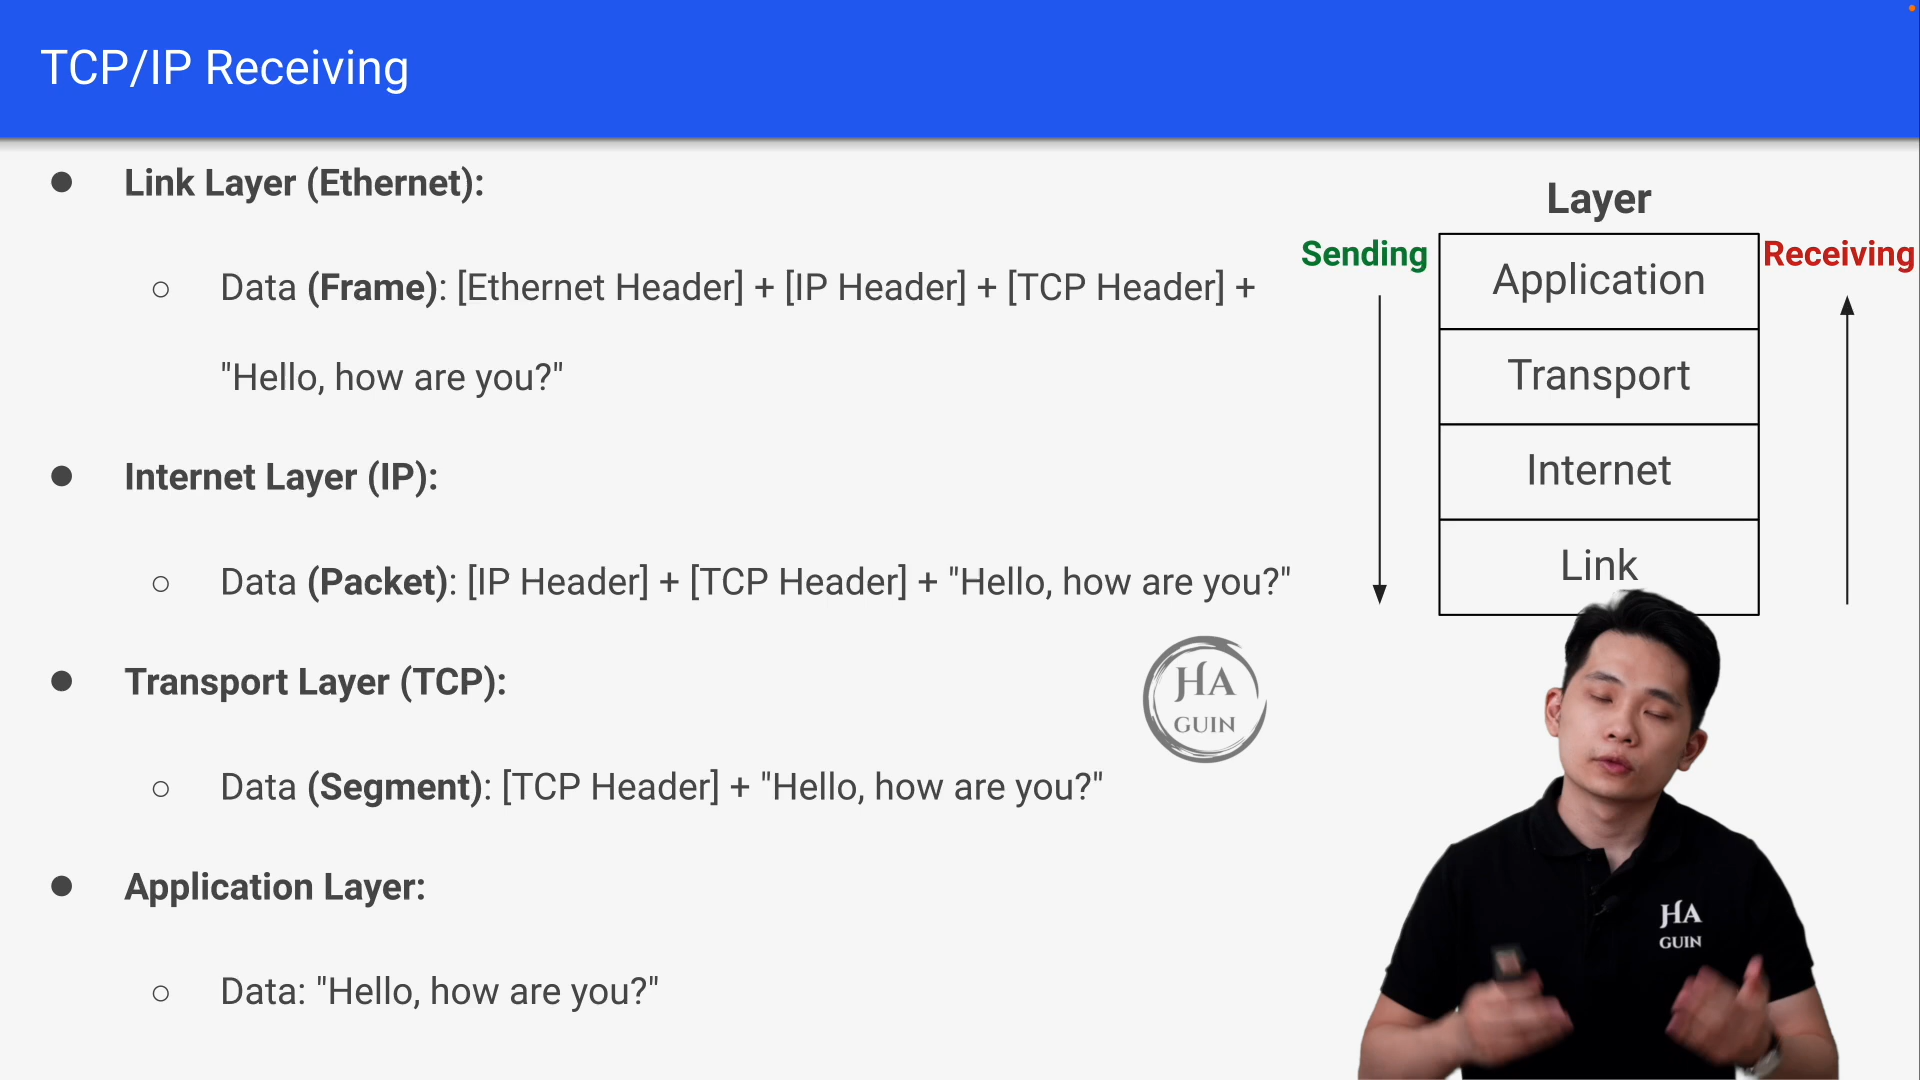 TCP/IP Receiving
● Link Layer (Ethernet):
○ Data (Frame): [Ethernet Header] + [IP Header] + [TCP Header] +
"Hello, how are you?"
● Internet Layer (IP):
○ Data (Packet): [IP Header] + [TCP Header] + "Hello, how are you?"
● Transport Layer (TCP):
○ Data (Segment): [TCP Header] + "Hello, how are you?"
● Application Layer:
○ Data: "Hello, how are you?"
Layer
Sending
Receiving
Application
Transport
Internet
Link
HA
GUIN
HA
GUIN